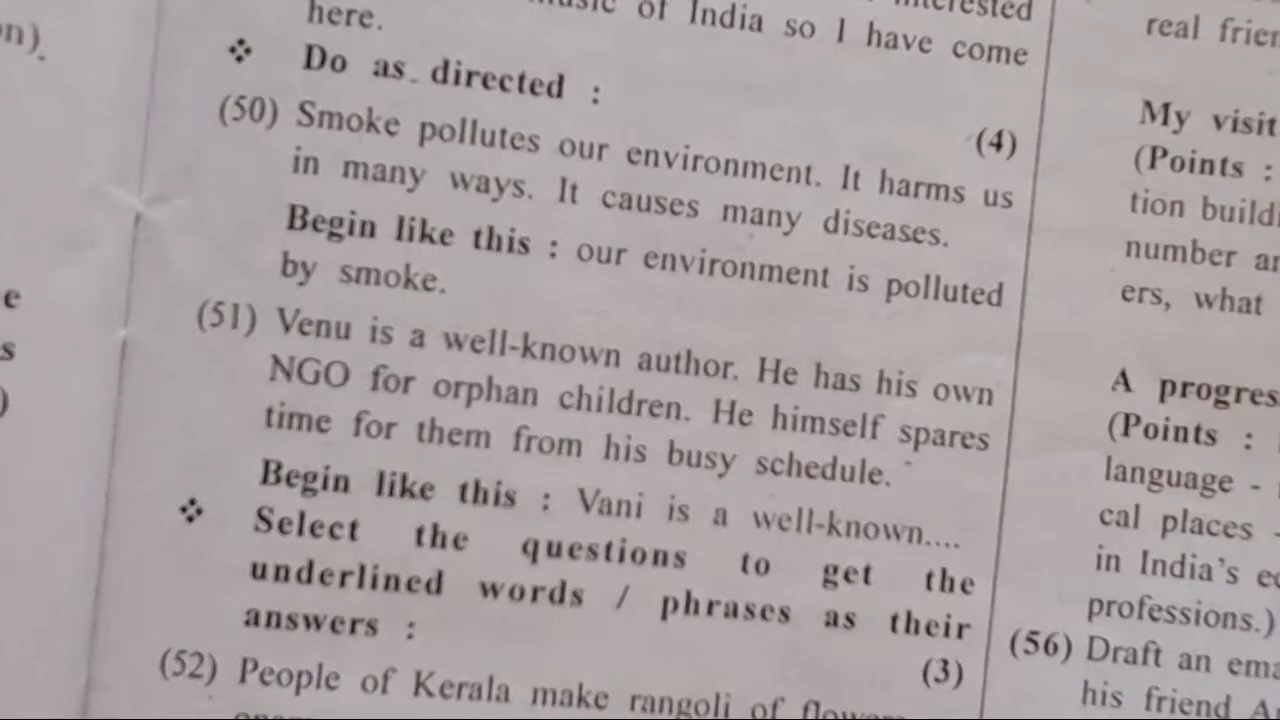 n).
e
s
)
music of India so I have come
here.
❖ Do as directed :
(4)
(50) Smoke pollutes our environment. It harms us
in many ways. It causes many diseases.
Begin like this : our environment is polluted
by smoke.
(51) Venu is a well-known author. He has his own
NGO for orphan children. He himself spares
time for them from his busy schedule.
Begin like this : Vani is a well-known....
❖ Select the questions to get the
underlined words / phrases as their
answers :
(3)
(52) People of Kerala make rangoli of
real
My visit
(Points :
tion
number
ers, what
A
(Points :
language -
cal places -
in India's
professions.)
(56) Draft an
his friend